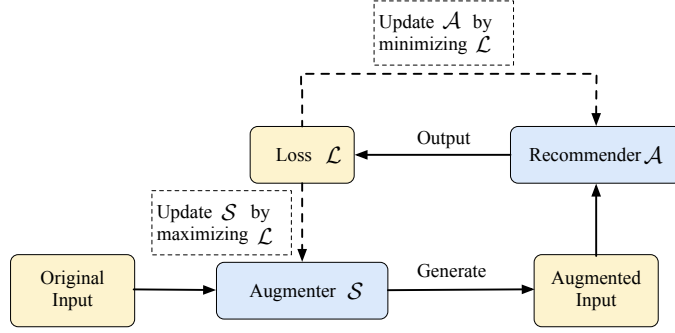 Update 𝒜 by
minimizing ℒ
Output
Loss ℒ
Recommender 𝒜
Update 𝒮 by
maximizing ℒ
Original
Input
Augmenter 𝒮
Generate
Augmented
Input